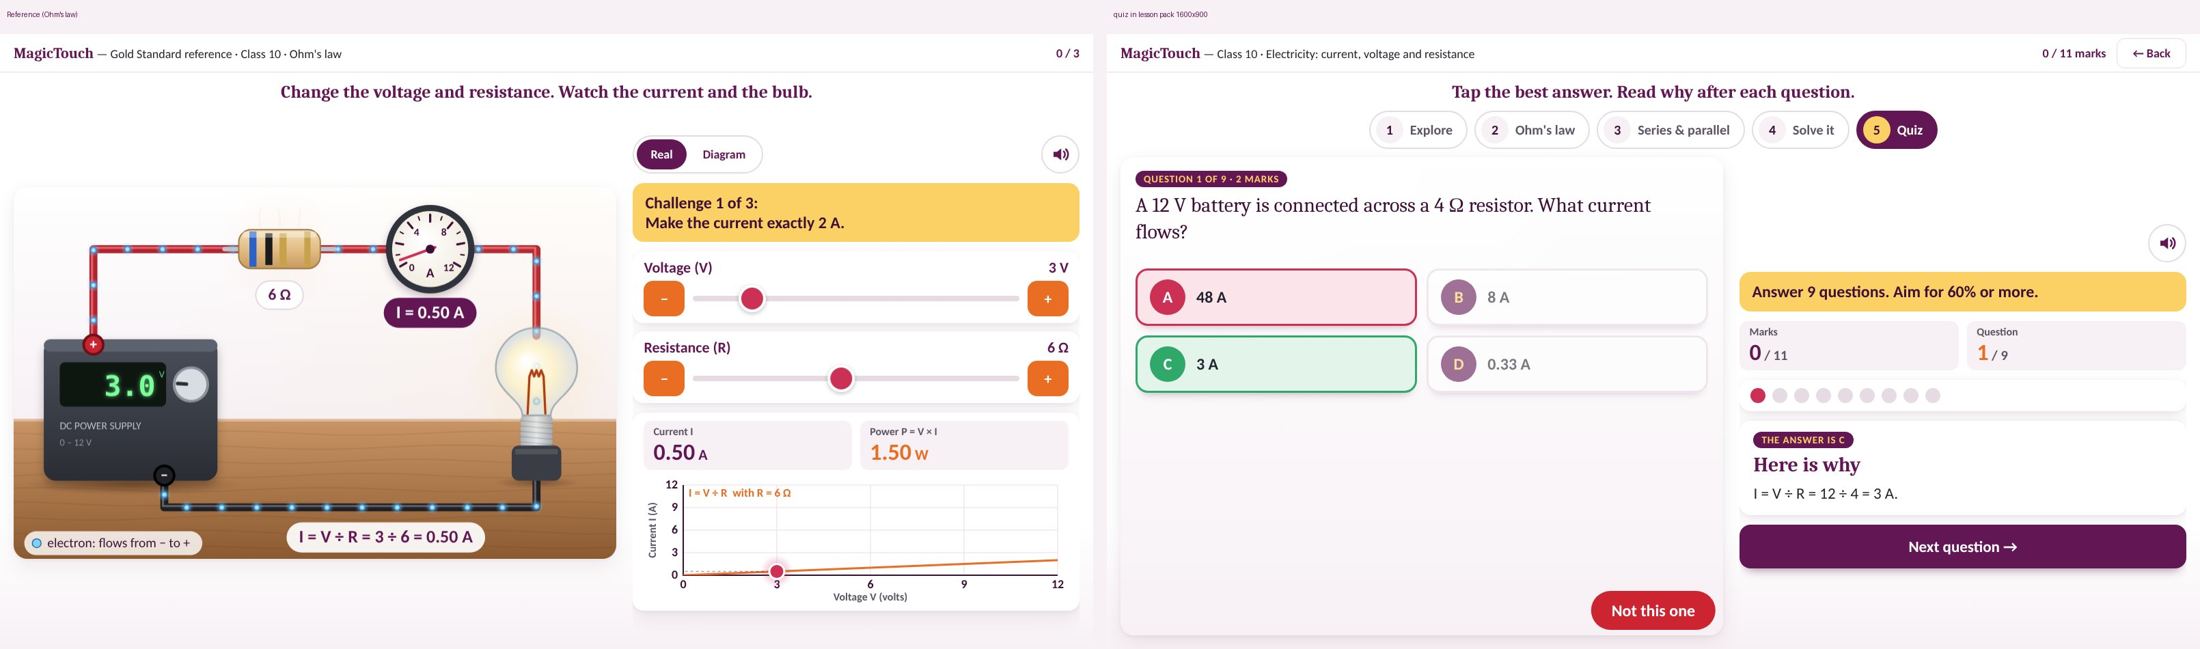 Reference (Ohm's law)
MagicTouch — Gold Standard reference · Class 10 · Ohm's law
0 / 3
Change the voltage and resistance. Watch the current and the bulb.
Real
Diagram
4
8
0
A
12
6 Ω
I = 0.50 A
+
3.0
V
DC POWER SUPPLY
0 – 12 V
−
electron: flows from − to +
I = V ÷ R = 3 ÷ 6 = 0.50 A
Challenge 1 of 3:
Make the current exactly 2 A.
Voltage (V)
3 V
−
+
Resistance (R)
6 Ω
−
+
Current I
0.50 A
Power P = V × I
1.50 W
I = V ÷ R with R = 6 Ω
Current I (A)
12
9
6
3
0
0
3
6
9
12
Voltage V (volts)
quiz in lesson pack 1600x900
MagicTouch — Class 10 · Electricity: current, voltage and resistance
0 / 11 marks
← Back
Tap the best answer. Read why after each question.
1 Explore
2 Ohm's law
3 Series & parallel
4 Solve it
5 Quiz
QUESTION 1 OF 9 · 2 MARKS
A 12 V battery is connected across a 4 Ω resistor. What current
flows?
A 48 A
B 8 A
C 3 A
D 0.33 A
Not this one
Answer 9 questions. Aim for 60% or more.
Marks
0 / 11
Question
1 / 9
THE ANSWER IS C
Here is why
I = V ÷ R = 12 ÷ 4 = 3 A.
Next question →